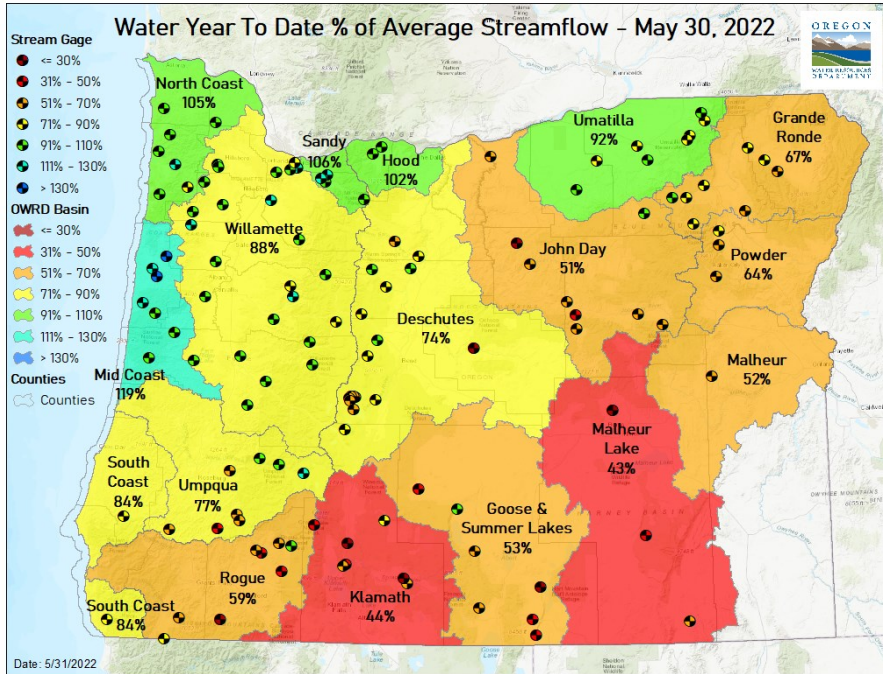 Water Year To Date % of Average Streamflow - May 30, 2022
OREGON
WATER RESOURCES
DEPARTMENT
Stream Gage
<= 30%
31% - 50%
51% - 70%
71% - 90%
91% - 110%
111% - 130%
> 130%
OWRD Basin
<= 30%
31% - 50%
51% - 70%
71% - 90%
91% - 110%
111% - 130%
> 130%
Counties
Counties
North Coast
105%
Sandy
106%
Hood
102%
Umatilla
92%
Grande
Ronde
67%
Willamette
88%
John Day
51%
Powder
64%
Deschutes
74%
Mid Coast
119%
Malheur
52%
Malheur
Lake
43%
South
Coast
84%
Umpqua
77%
Goose &
Summer Lakes
53%
Rogue
59%
Klamath
44%
South Coast
84%
Date: 5/31/2022